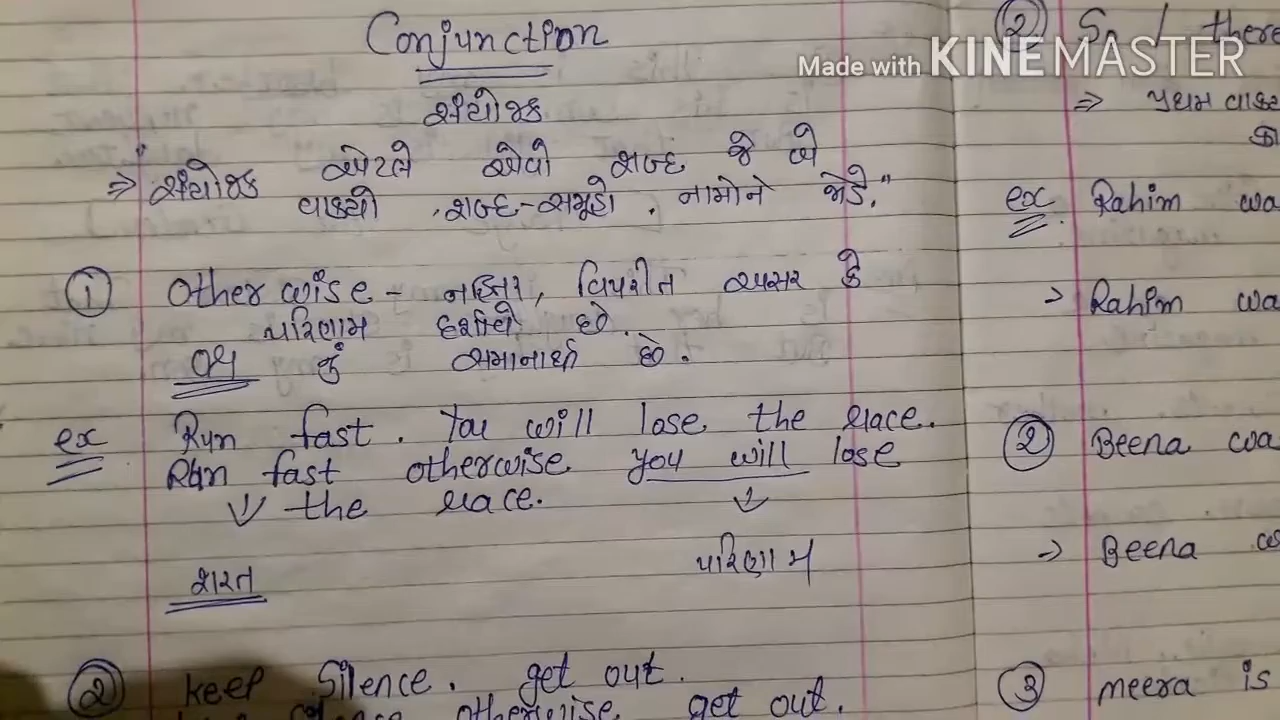 Conjunction
સંયોજક
⇒ સંયોજક એટલે એવો શબ્દ જે બે
વાક્યો, શબ્દ-સમૂહો, નામોને જોડે."
① Otherwise - નહિતર, વિપરીત અસર કે
પરિણામ દર્શાવે છે.
નું સમાનાર્થી છે.
ex Run fast. You will lose the race.
Run fast otherwise you will lose
the race.
શરત
પરિણામ
② keep Silence. get out.
otherwise get out.
② So / there
Made with KINEMASTER
⇒ પ્રથમ વાક્ય
ex Rahim wa
→ Rahim wa
② Beena wa
→ Beena
③ meera is